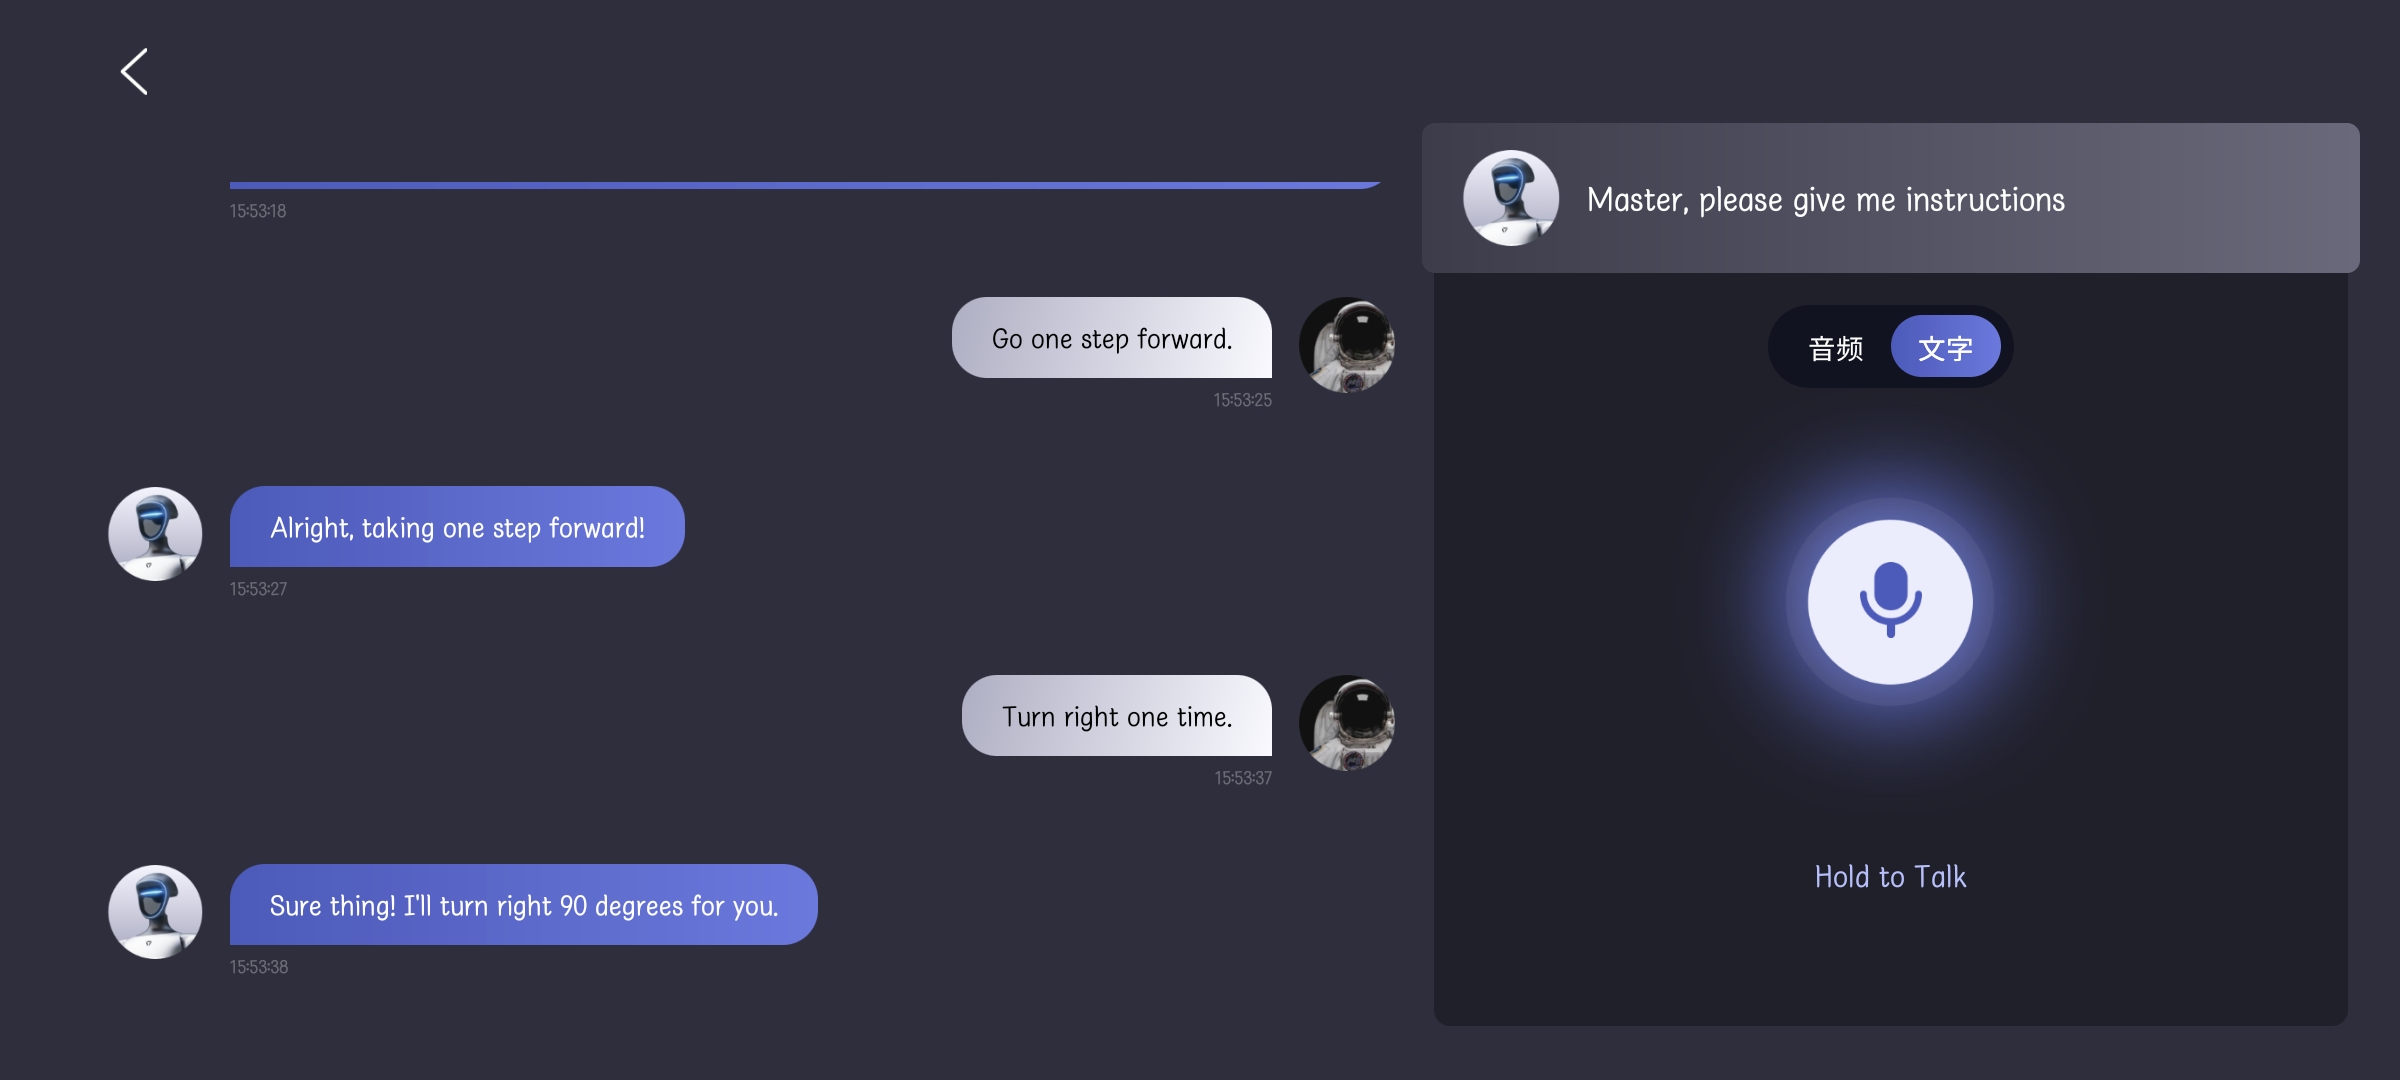 15:53:18
Go one step forward.
15:53:25
Alright, taking one step forward!
15:53:27
Turn right one time.
15:53:37
Sure thing! I'll turn right 90 degrees for you.
15:53:38
Master, please give me instructions
音频 文字
Hold to Talk